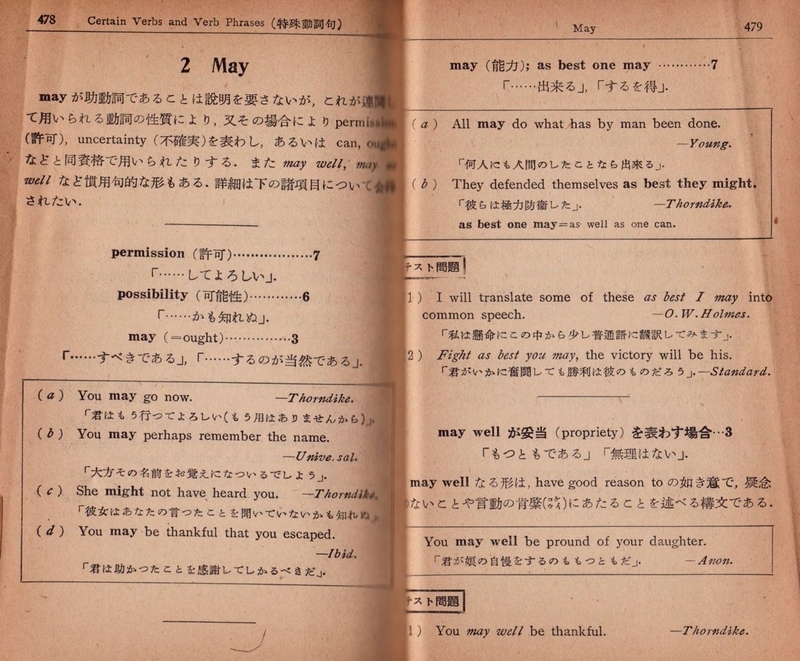 478 Certain Verbs and Verb Phrases (特殊動詞句)
2 May
may が助動詞であることは説明を要さないが, これが連関し
て用いられる動詞の性質により, 又その場合により permission
(許可), uncertainty (不確実)を表わし, あるいは can, ought
などと同資格で用いられたりする. また may well, may as
well など慣用句的な形もある. 詳細は下の諸項目について会得
されたい.
permission (許可)···················7
「······してよろしい」.
possibility (可能性)············6
「······かも知れぬ」.
may (=ought)···············3
「······すべきである」, 「······するのが当然である」.
(a) You may go now. —Thorndike.
「君はもう行つてよろしい(もう用はありませんから)」.
(b) You may perhaps remember the name.
—Unive.sal.
「大方その名前をお覚えになついるでしよう」.
(c) She might not have heard you. —Thorndike.
「彼女はあなたの言つたことを聞いていないかも知れぬ」
(d) You may be thankful that you escaped.
—Ibid.
「君は助かつたことを感謝してしかるべきだ」.
May 479
may (能力); as best one may ············7
「······出来る」, 「するを得」.
(a) All may do what has by man been done.
—Young.
「何人にも人間のしたことなら出来る」.
(b) They defended themselves as best they might.
「彼らは極力防衛した」. —Thorndike.
as best one may=as well as one can.
テスト問題
1) I will translate some of these as best I may into
common speech. —O. W. Holmes.
「私は懸命にこの中から少し普通語に飜訳してみます」.
2) Fight as best you may, the victory will be his.
「君がいかに奮闘しても勝利は彼のものだろう」.—Standard.
may well が妥当 (propriety) を表わす場合···3
「もつともである」「無理はない」.
may well なる形は, have good reason to の如き意で, 疑念
のないことや言動の肯綮にあたることを述べる構文である.
You may well be pround of your daughter.
「君が娘の自慢をするのももつともだ」. —Anon.
テスト問題
1) You may well be thankful. —Thorndike.